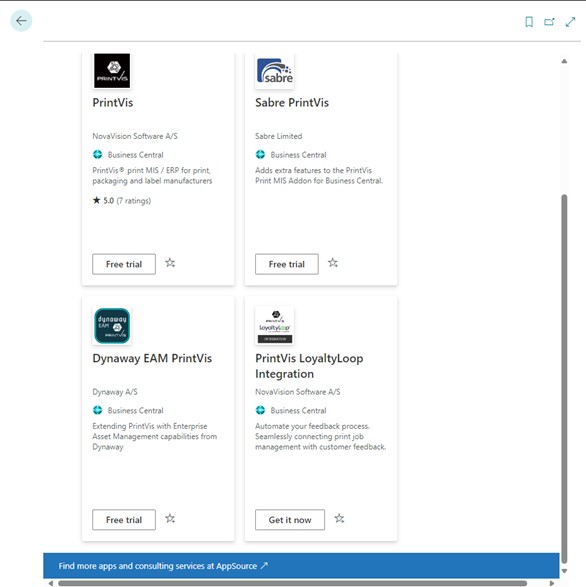 PRINTVIS
sabre
PrintVis
Sabre PrintVis
NovaVision Software A/S
Sabre Limited
Business Central
Business Central
PrintVis® print MIS / ERP for print,
packaging and label manufacturers
Adds extra features to the PrintVis
Print MIS Addon for Business Central.
★ 5.0 (7 ratings)
Free trial
Free trial
dynaway
EAM
PRINTVIS
PRINTVIS
LoyaltyLoop
INTEGRATION
Dynaway EAM PrintVis
PrintVis LoyaltyLoop
Integration
Dynaway A/S
NovaVision Software A/S
Business Central
Business Central
Extending PrintVis with Enterprise
Asset Management capabilities from
Dynaway
Automate your feedback process.
Seamlessly connecting print job
management with customer feedback.
Free trial
Get it now
Find more apps and consulting services at AppSource ↗